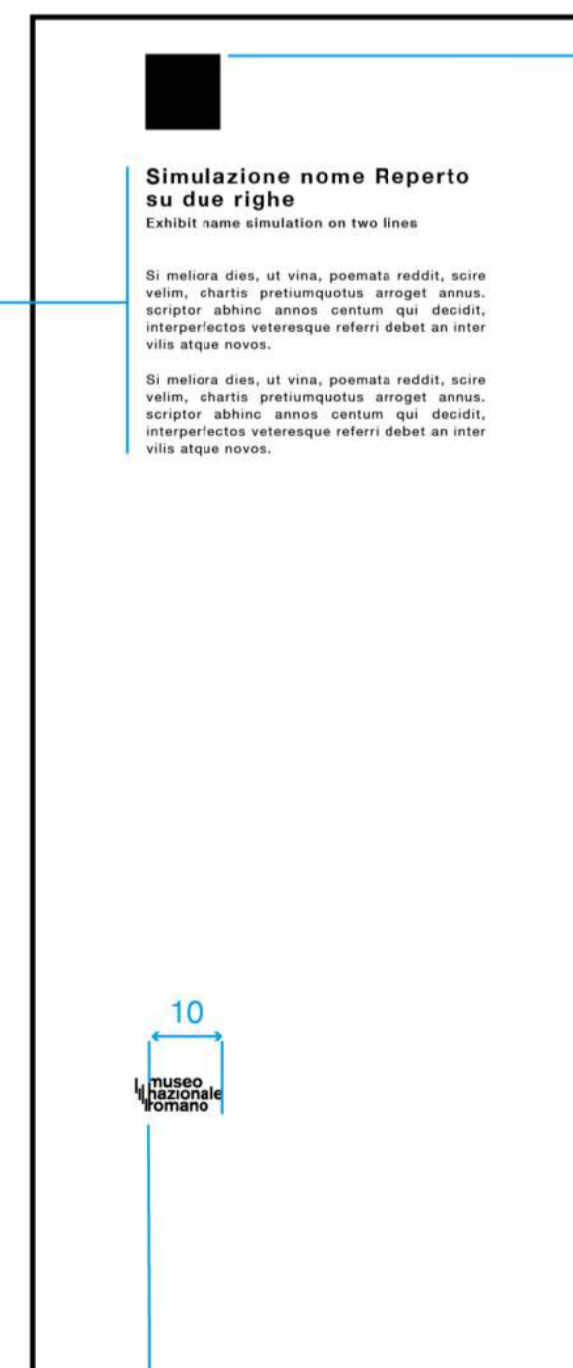 Simulazione nome Reperto
su due righe
Exhibit name simulation on two lines
Si meliora dies, ut vina, poemata reddit, scire
velim, chartis pretiumquotus arroget annus.
scriptor abhinc annos centum qui decidit,
interperfectos veteresque referri debet an inter
vilis atque novos.
Si meliora dies, ut vina, poemata reddit, scire
velim, chartis pretiumquotus arroget annus.
scriptor abhinc annos centum qui decidit,
interperfectos veteresque referri debet an inter
vilis atque novos.
10
museo
nazionale
romano